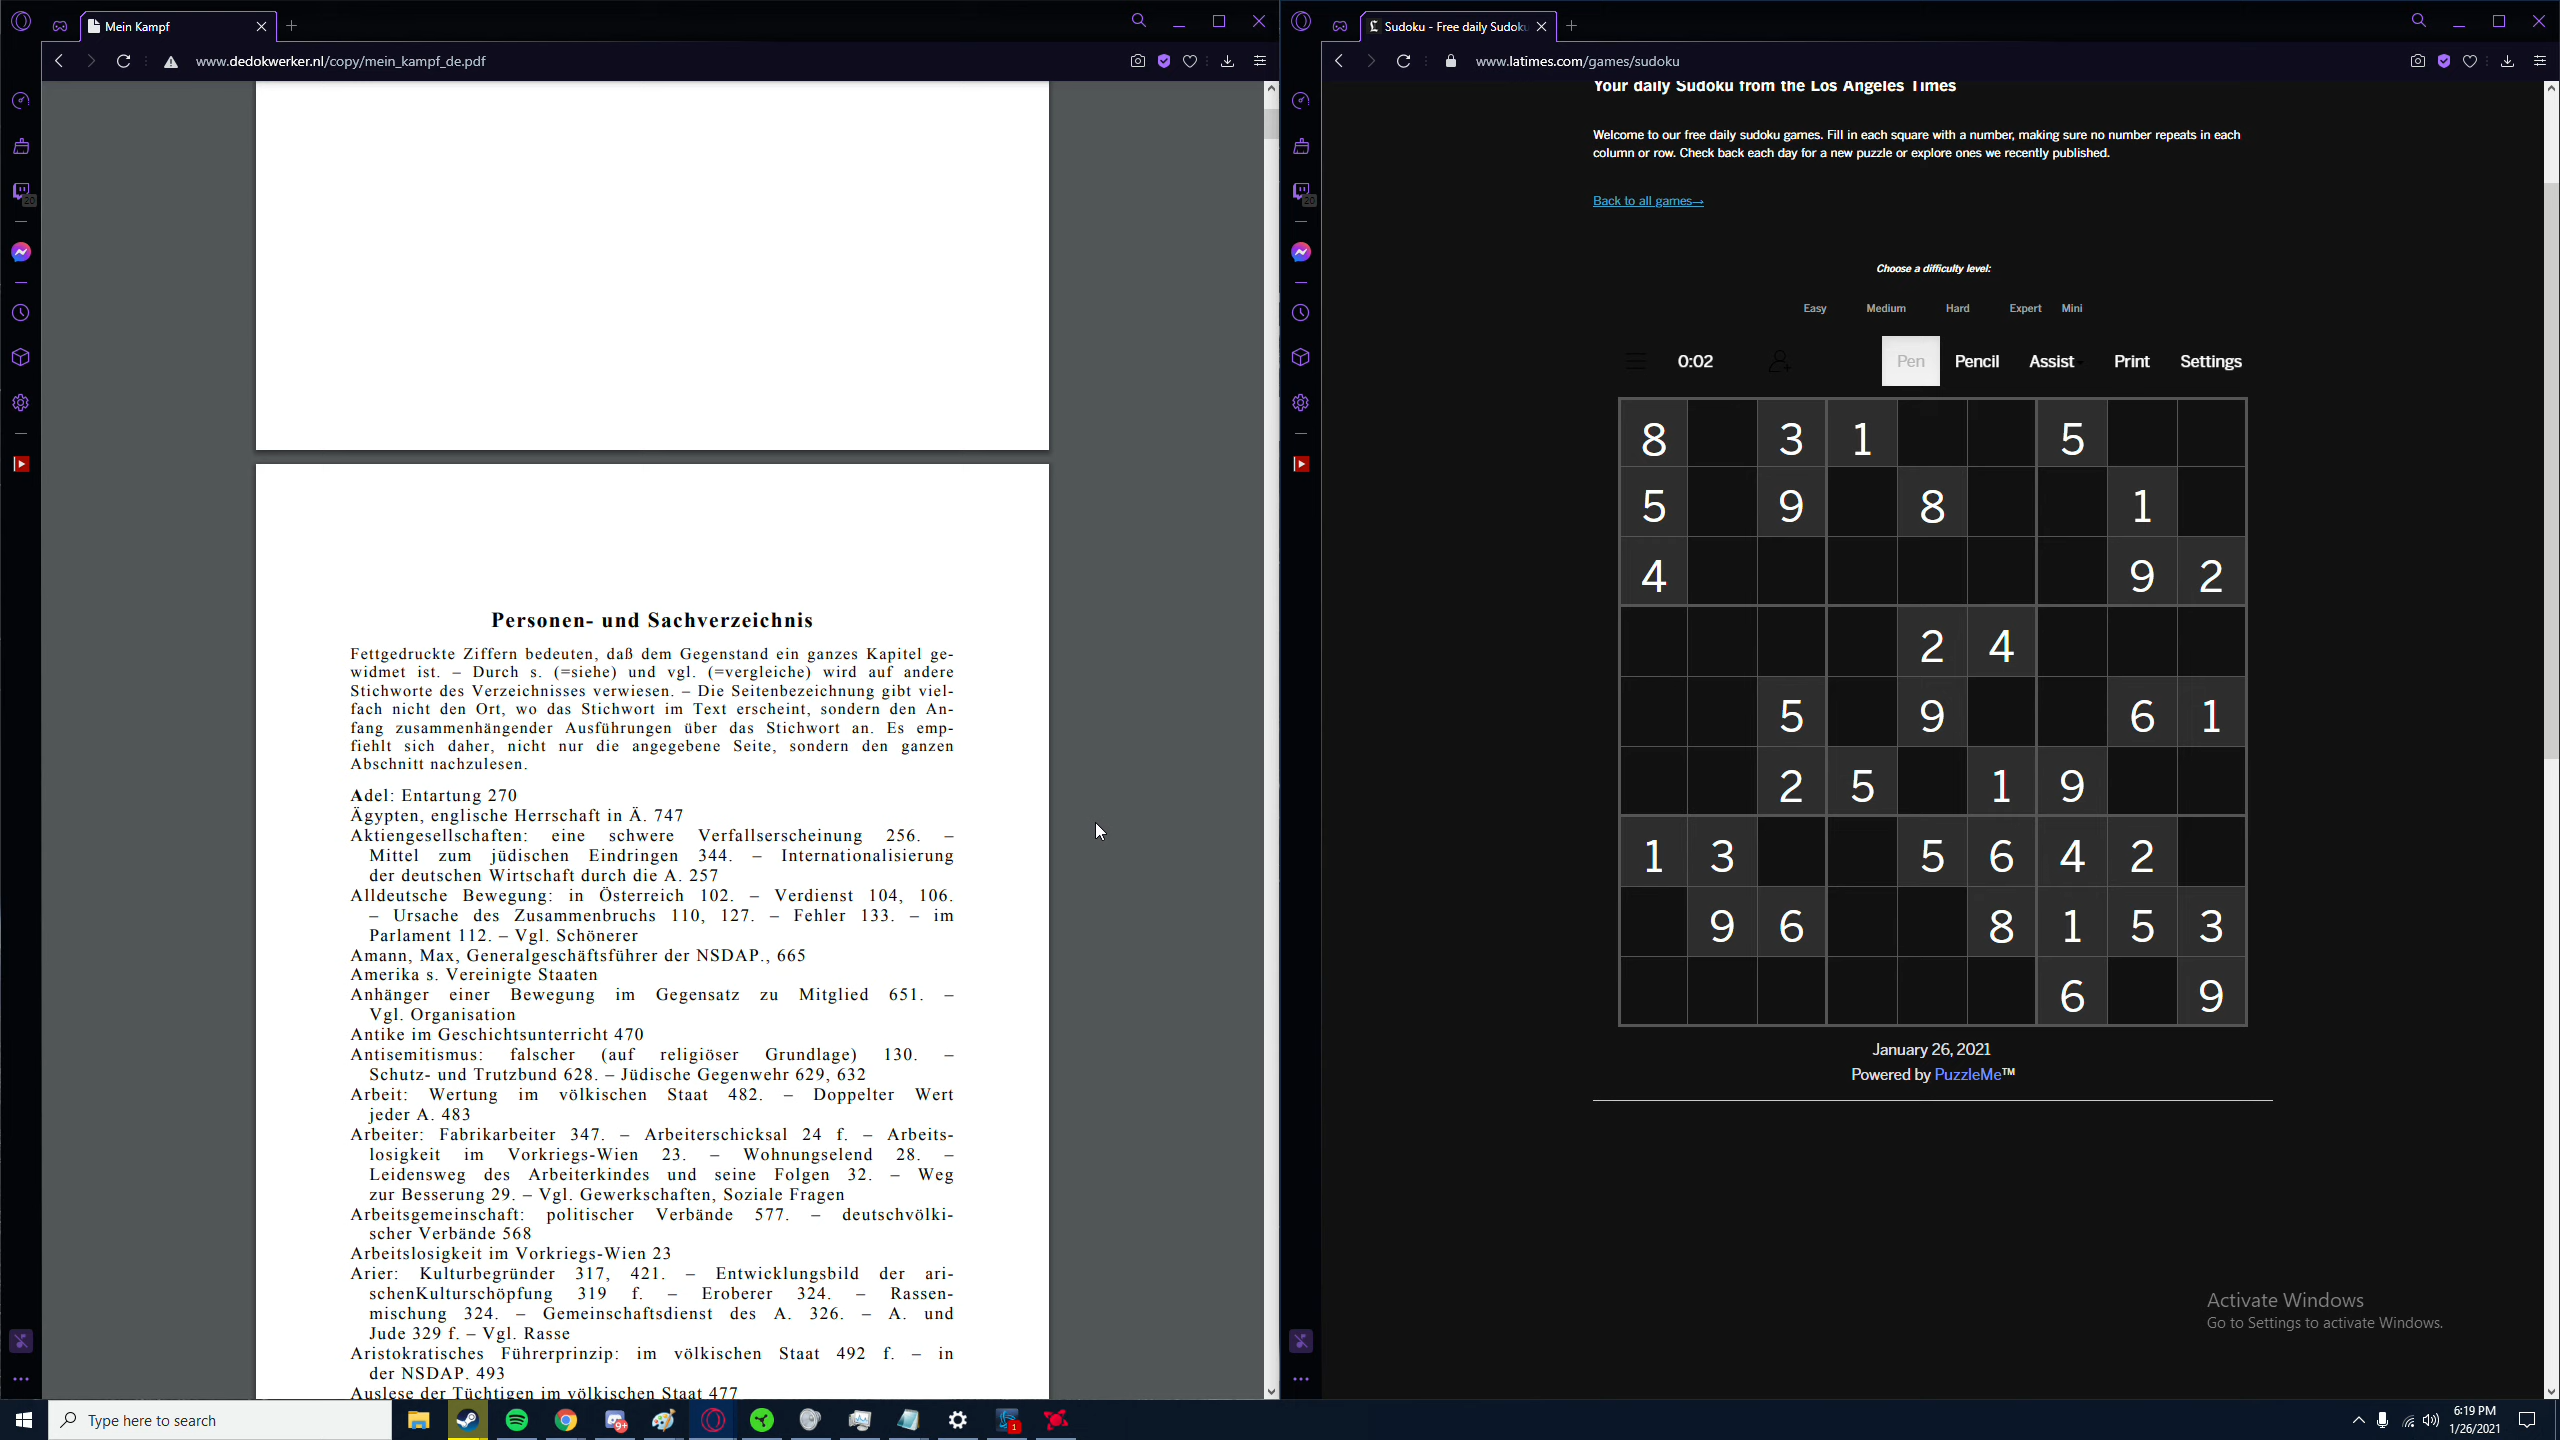 Mein Kampf
www.dedokwerker.nl/copy/mein_kampf_de.pdf
Personen- und Sachverzeichnis
Fettgedruckte Ziffern bedeuten, daß dem Gegenstand ein ganzes Kapitel ge-
widmet ist. – Durch s. (=siehe) und vgl. (=vergleiche) wird auf andere
Stichworte des Verzeichnisses verwiesen. – Die Seitenbezeichnung gibt viel-
fach nicht den Ort, wo das Stichwort im Text erscheint, sondern den An-
fang zusammenhängender Ausführungen über das Stichwort an. Es emp-
fiehlt sich daher, nicht nur die angegebene Seite, sondern den ganzen
Abschnitt nachzulesen.
Adel: Entartung 270
Ägypten, englische Herrschaft in Ä. 747
Aktiengesellschaften: eine schwere Verfallserscheinung 256. –
Mittel zum jüdischen Eindringen 344. – Internationalisierung
der deutschen Wirtschaft durch die A. 257
Alldeutsche Bewegung: in Österreich 102. – Verdienst 104, 106.
– Ursache des Zusammenbruchs 110, 127. – Fehler 133. – im
Parlament 112. – Vgl. Schönerer
Amann, Max, Generalgeschäftsführer der NSDAP., 665
Amerika s. Vereinigte Staaten
Anhänger einer Bewegung im Gegensatz zu Mitglied 651. –
Vgl. Organisation
Antike im Geschichtsunterricht 470
Antisemitismus: falscher (auf religiöser Grundlage) 130. –
Schutz- und Trutzbund 628. – Jüdische Gegenwehr 629, 632
Arbeit: Wertung im völkischen Staat 482. – Doppelter Wert
jeder A. 483
Arbeiter: Fabrikarbeiter 347. – Arbeiterschicksal 24 f. – Arbeits-
losigkeit im Vorkriegs-Wien 23. – Wohnungselend 28. –
Leidensweg des Arbeiterkindes und seine Folgen 32. – Weg
zur Besserung 29. – Vgl. Gewerkschaften, Soziale Fragen
Arbeitsgemeinschaft: politischer Verbände 577. – deutschvölki-
scher Verbände 568
Arbeitslosigkeit im Vorkriegs-Wien 23
Arier: Kulturbegründer 317, 421. – Entwicklungsbild der ari-
schenKulturschöpfung 319 f. – Eroberer 324. – Rassen-
mischung 324. – Gemeinschaftsdienst des A. 326. – A. und
Jude 329 f. – Vgl. Rasse
Aristokratisches Führerprinzip: im völkischen Staat 492 f. – in
der NSDAP. 493
Auslese der Tüchtigen im völkischen Staat 477
Sudoku - Free daily Sudoku
www.latimes.com/games/sudoku
Your daily Sudoku from the Los Angeles Times
Welcome to our free daily sudoku games. Fill in each square with a number, making sure no number repeats in each
column or row. Check back each day for a new puzzle or explore ones we recently published.
Back to all games→
Choose a difficulty level:
Easy Medium Hard Expert Mini
0:02 Pen Pencil Assist Print Settings
8 3 1 5
5 9 8 1
4 9 2
2 4
5 9 6 1
2 5 1 9
1 3 5 6 4 2
9 6 8 1 5 3
6 9
January 26, 2021
Powered by PuzzleMe™
Activate Windows
Go to Settings to activate Windows.
Type here to search
6:19 PM
1/26/2021